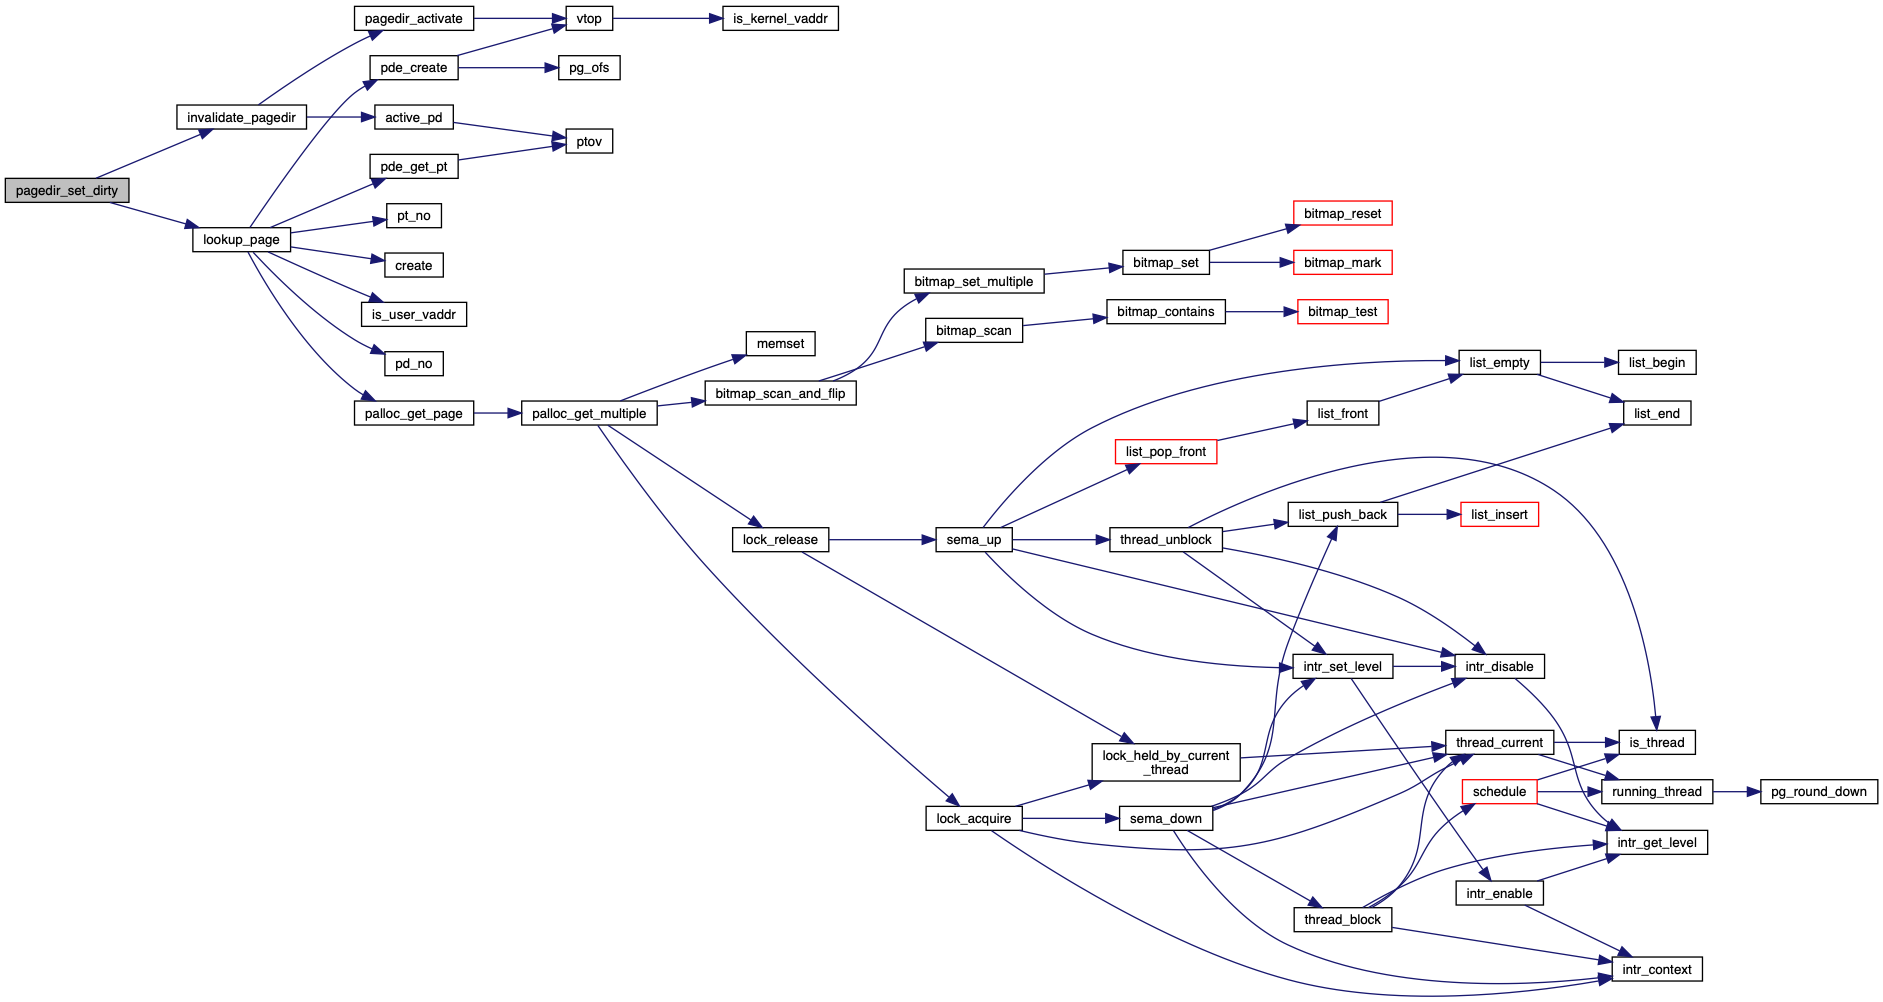 pagedir_activate
vtop
is_kernel_vaddr
pde_create
pg_ofs
invalidate_pagedir
active_pd
ptov
pde_get_pt
pagedir_set_dirty
pt_no
bitmap_reset
lookup_page
create
bitmap_set
bitmap_mark
bitmap_set_multiple
is_user_vaddr
bitmap_contains
bitmap_test
bitmap_scan
memset
pd_no
list_empty
list_begin
bitmap_scan_and_flip
palloc_get_page
palloc_get_multiple
list_front
list_end
list_pop_front
list_push_back
list_insert
lock_release
sema_up
thread_unblock
intr_set_level
intr_disable
lock_held_by_current
_thread
thread_current
is_thread
schedule
running_thread
pg_round_down
lock_acquire
sema_down
intr_get_level
intr_enable
thread_block
intr_context